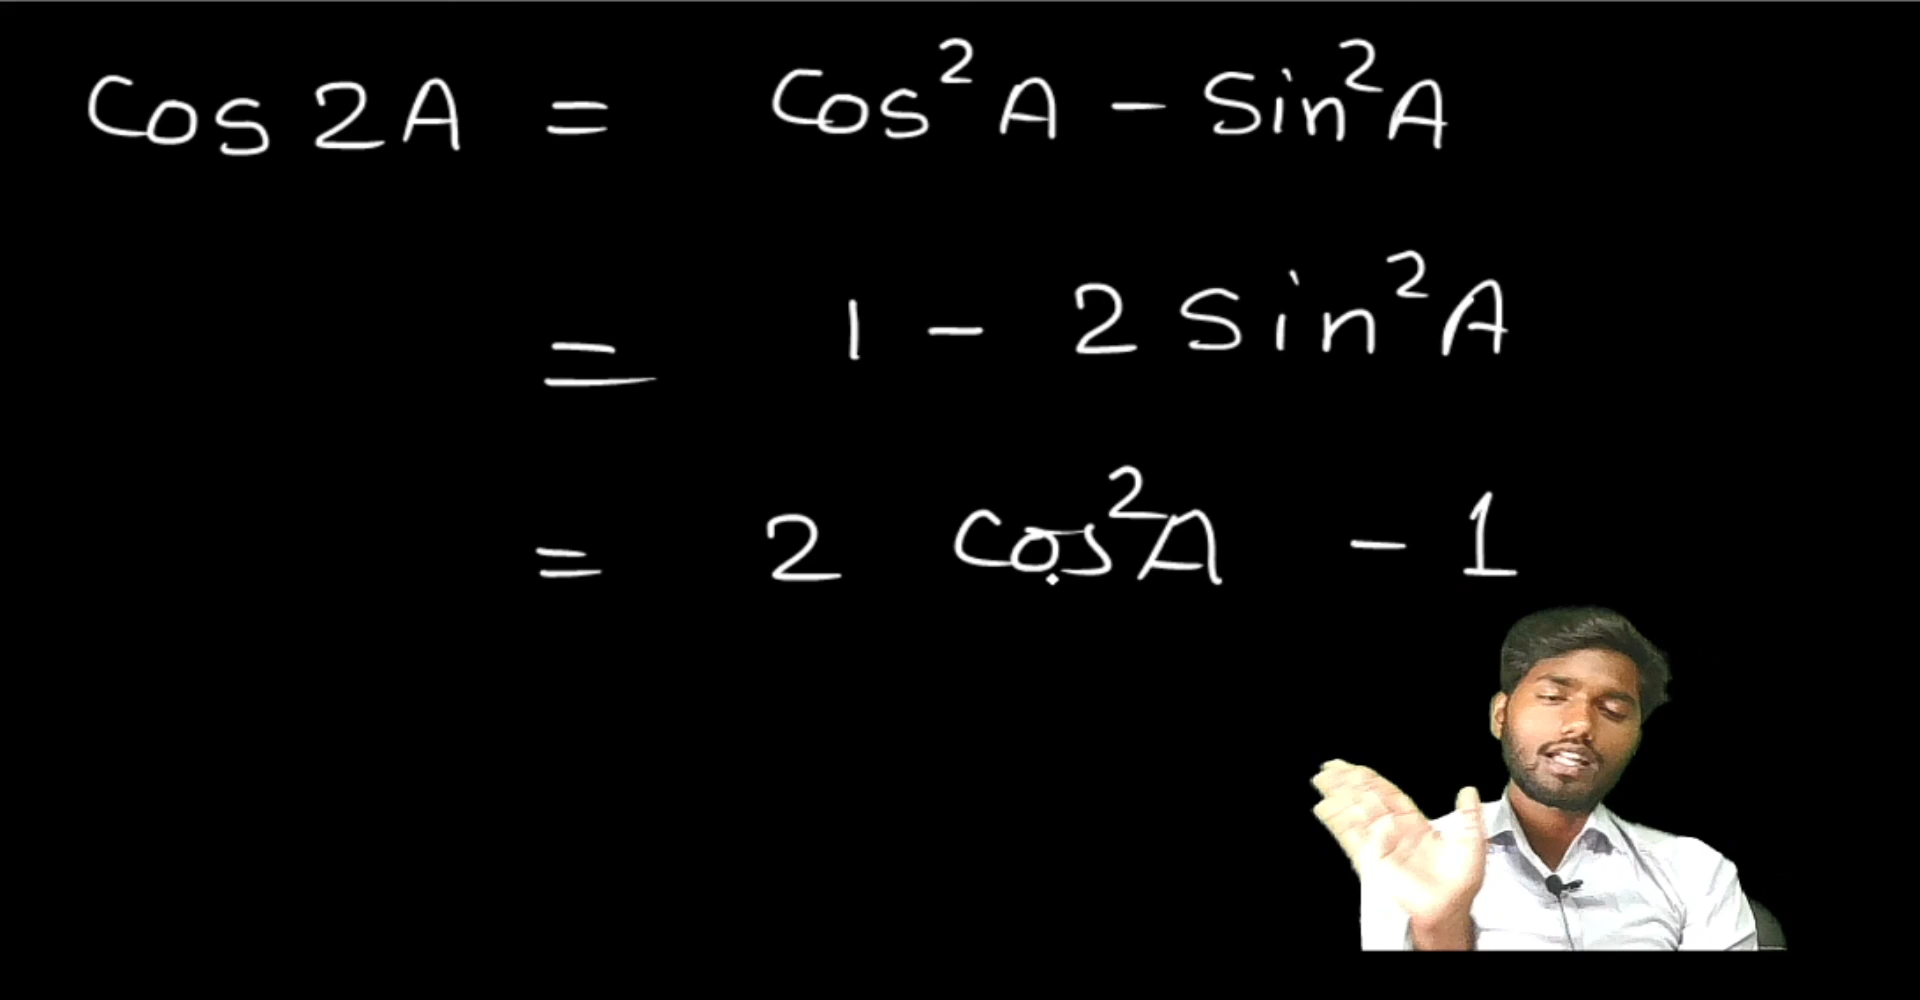 Cos 2A = Cos²A - Sin²A
= 1 - 2 Sin²A
= 2 Cos²A - 1